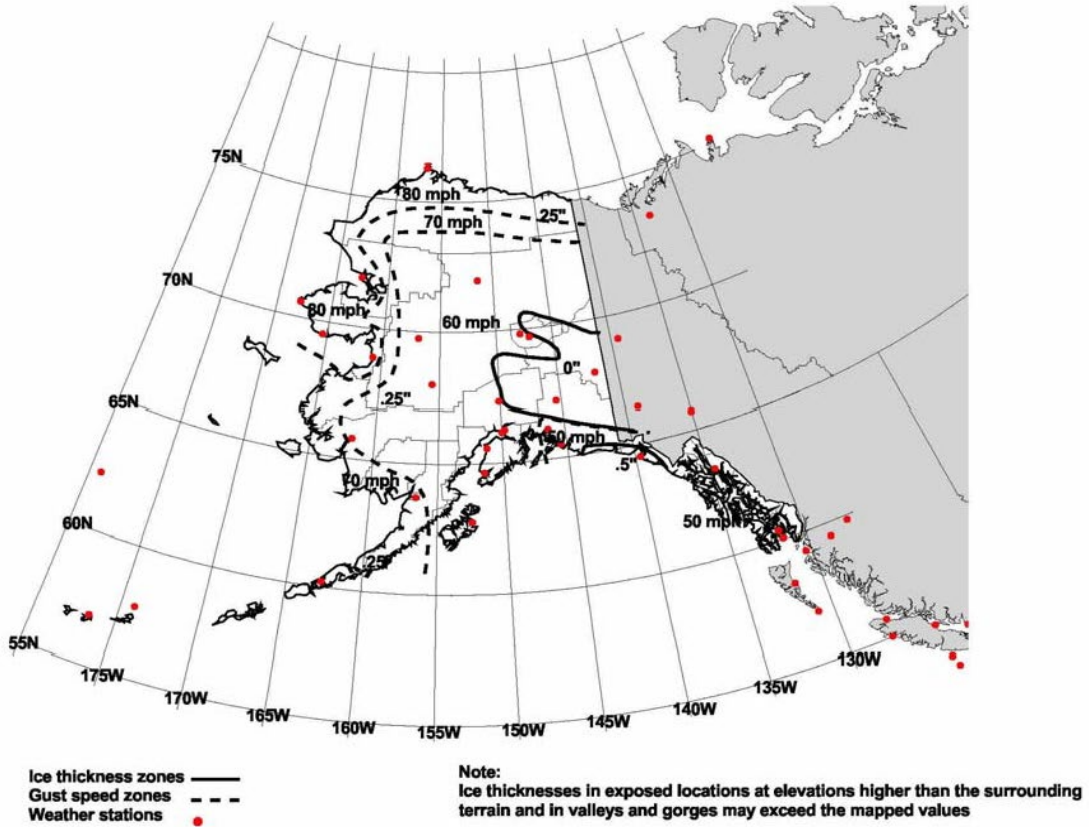 75N
80 mph
.25"
70 mph
70N
80 mph
60 mph
0"
.25"
65N
50 mph
.5"
70 mph
50 mph
60N
.25"
55N
175W
170W
165W
160W
155W
150W
145W
140W
135W
130W
Ice thickness zones
Gust speed zones
Weather stations
Note:
Ice thicknesses in exposed locations at elevations higher than the surrounding
terrain and in valleys and gorges may exceed the mapped values